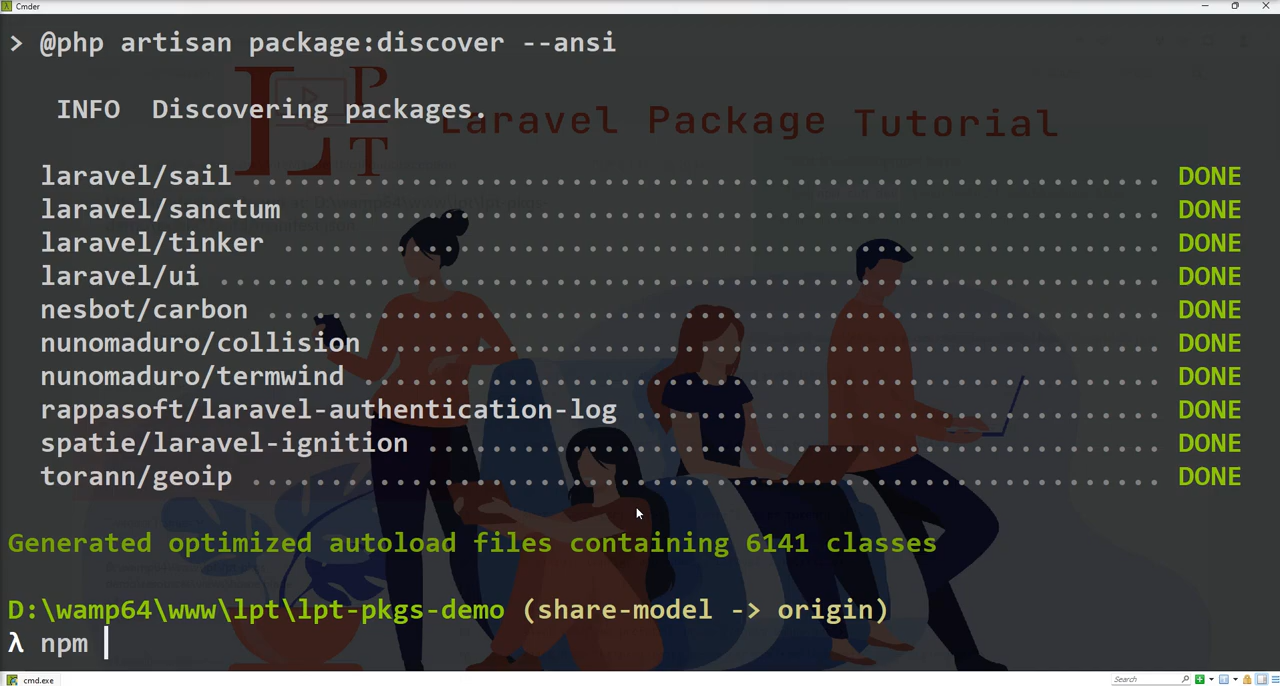 Cmder
> @php artisan package:discover --ansi
L P T
INFO Discovering packages.
Laravel Package Tutorial
laravel/sail ........................................................ DONE
laravel/sanctum ..................................................... DONE
laravel/tinker ...................................................... DONE
laravel/ui .......................................................... DONE
nesbot/carbon ....................................................... DONE
nunomaduro/collision ................................................ DONE
nunomaduro/termwind ................................................. DONE
rappasoft/laravel-authentication-log ................................ DONE
spatie/laravel-ignition ............................................. DONE
torann/geoip ........................................................ DONE
Generated optimized autoload files containing 6141 classes
D:\wamp64\www\lpt\lpt-pkgs-demo (share-model -> origin)
λ npm
cmd.exe
Search